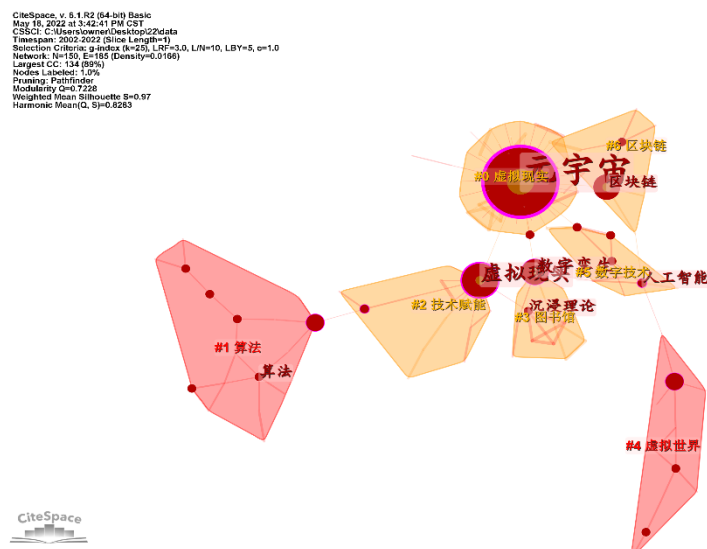 CiteSpace, v. 6.1.R2 (64-bit) Basic
May 18, 2022 at 3:42:41 PM CST
CSSCI: C:\Users\owner\Desktop\22\data
Timespan: 2002-2022 (Slice Length=1)
Selection Criteria: g-index (k=25), LRF=3.0, L/N=10, LBY=5, e=1.0
Network: N=150, E=185 (Density=0.0166)
Largest CC: 134 (89%)
Nodes Labeled: 1.0%
Pruning: Pathfinder
Modularity Q=0.7228
Weighted Mean Silhouette S=0.97
Harmonic Mean(Q, S)=0.8283
#6 区块链
元宇宙
#0 虚拟现实
区块链
虚拟现实
数字孪生
#5 数字技术
人工智能
#2 技术赋能
沉浸理论
#3 图书馆
#1 算法
算法
#4 虚拟世界
CiteSpace